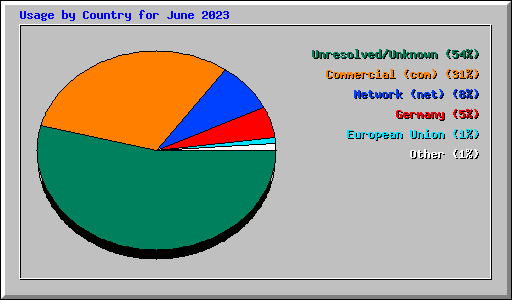 Usage by Country for June 2023
Unresolved/Unknown (54%)
Commercial (com) (31%)
Network (net) (8%)
Germany (5%)
European Union (1%)
Other (1%)